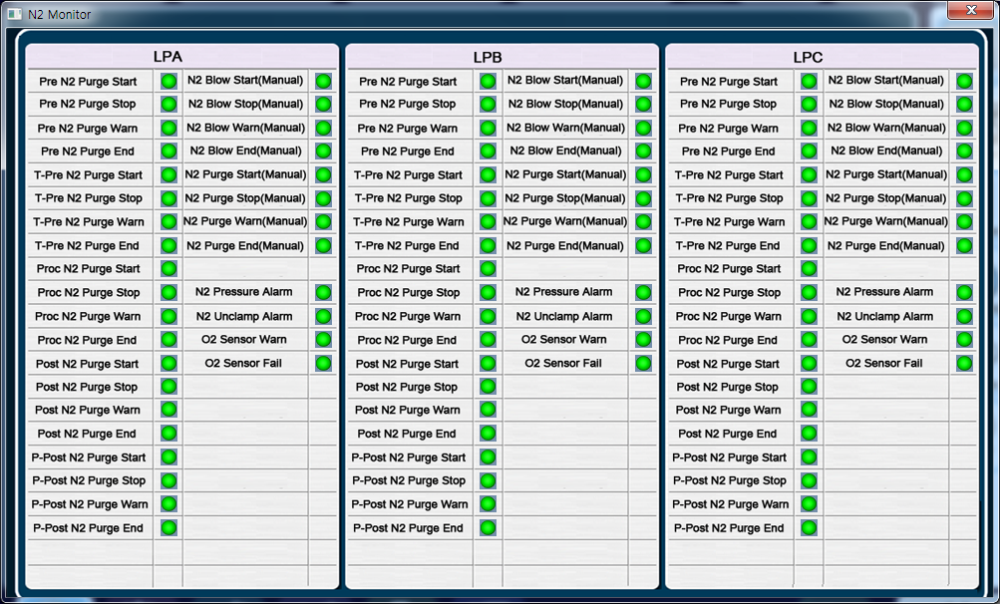 N2 Monitor
LPA
Pre N2 Purge Start N2 Blow Start(Manual)
Pre N2 Purge Stop N2 Blow Stop(Manual)
Pre N2 Purge Warn N2 Blow Warn(Manual)
Pre N2 Purge End N2 Blow End(Manual)
T-Pre N2 Purge Start N2 Purge Start(Manual)
T-Pre N2 Purge Stop N2 Purge Stop(Manual)
T-Pre N2 Purge Warn N2 Purge Warn(Manual)
T-Pre N2 Purge End N2 Purge End(Manual)
Proc N2 Purge Start
Proc N2 Purge Stop N2 Pressure Alarm
Proc N2 Purge Warn N2 Unclamp Alarm
Proc N2 Purge End O2 Sensor Warn
Post N2 Purge Start O2 Sensor Fail
Post N2 Purge Stop
Post N2 Purge Warn
Post N2 Purge End
P-Post N2 Purge Start
P-Post N2 Purge Stop
P-Post N2 Purge Warn
P-Post N2 Purge End
LPB
Pre N2 Purge Start N2 Blow Start(Manual)
Pre N2 Purge Stop N2 Blow Stop(Manual)
Pre N2 Purge Warn N2 Blow Warn(Manual)
Pre N2 Purge End N2 Blow End(Manual)
T-Pre N2 Purge Start N2 Purge Start(Manual)
T-Pre N2 Purge Stop N2 Purge Stop(Manual)
T-Pre N2 Purge Warn N2 Purge Warn(Manual)
T-Pre N2 Purge End N2 Purge End(Manual)
Proc N2 Purge Start
Proc N2 Purge Stop N2 Pressure Alarm
Proc N2 Purge Warn N2 Unclamp Alarm
Proc N2 Purge End O2 Sensor Warn
Post N2 Purge Start O2 Sensor Fail
Post N2 Purge Stop
Post N2 Purge Warn
Post N2 Purge End
P-Post N2 Purge Start
P-Post N2 Purge Stop
P-Post N2 Purge Warn
P-Post N2 Purge End
LPC
Pre N2 Purge Start N2 Blow Start(Manual)
Pre N2 Purge Stop N2 Blow Stop(Manual)
Pre N2 Purge Warn N2 Blow Warn(Manual)
Pre N2 Purge End N2 Blow End(Manual)
T-Pre N2 Purge Start N2 Purge Start(Manual)
T-Pre N2 Purge Stop N2 Purge Stop(Manual)
T-Pre N2 Purge Warn N2 Purge Warn(Manual)
T-Pre N2 Purge End N2 Purge End(Manual)
Proc N2 Purge Start
Proc N2 Purge Stop N2 Pressure Alarm
Proc N2 Purge Warn N2 Unclamp Alarm
Proc N2 Purge End O2 Sensor Warn
Post N2 Purge Start O2 Sensor Fail
Post N2 Purge Stop
Post N2 Purge Warn
Post N2 Purge End
P-Post N2 Purge Start
P-Post N2 Purge Stop
P-Post N2 Purge Warn
P-Post N2 Purge End